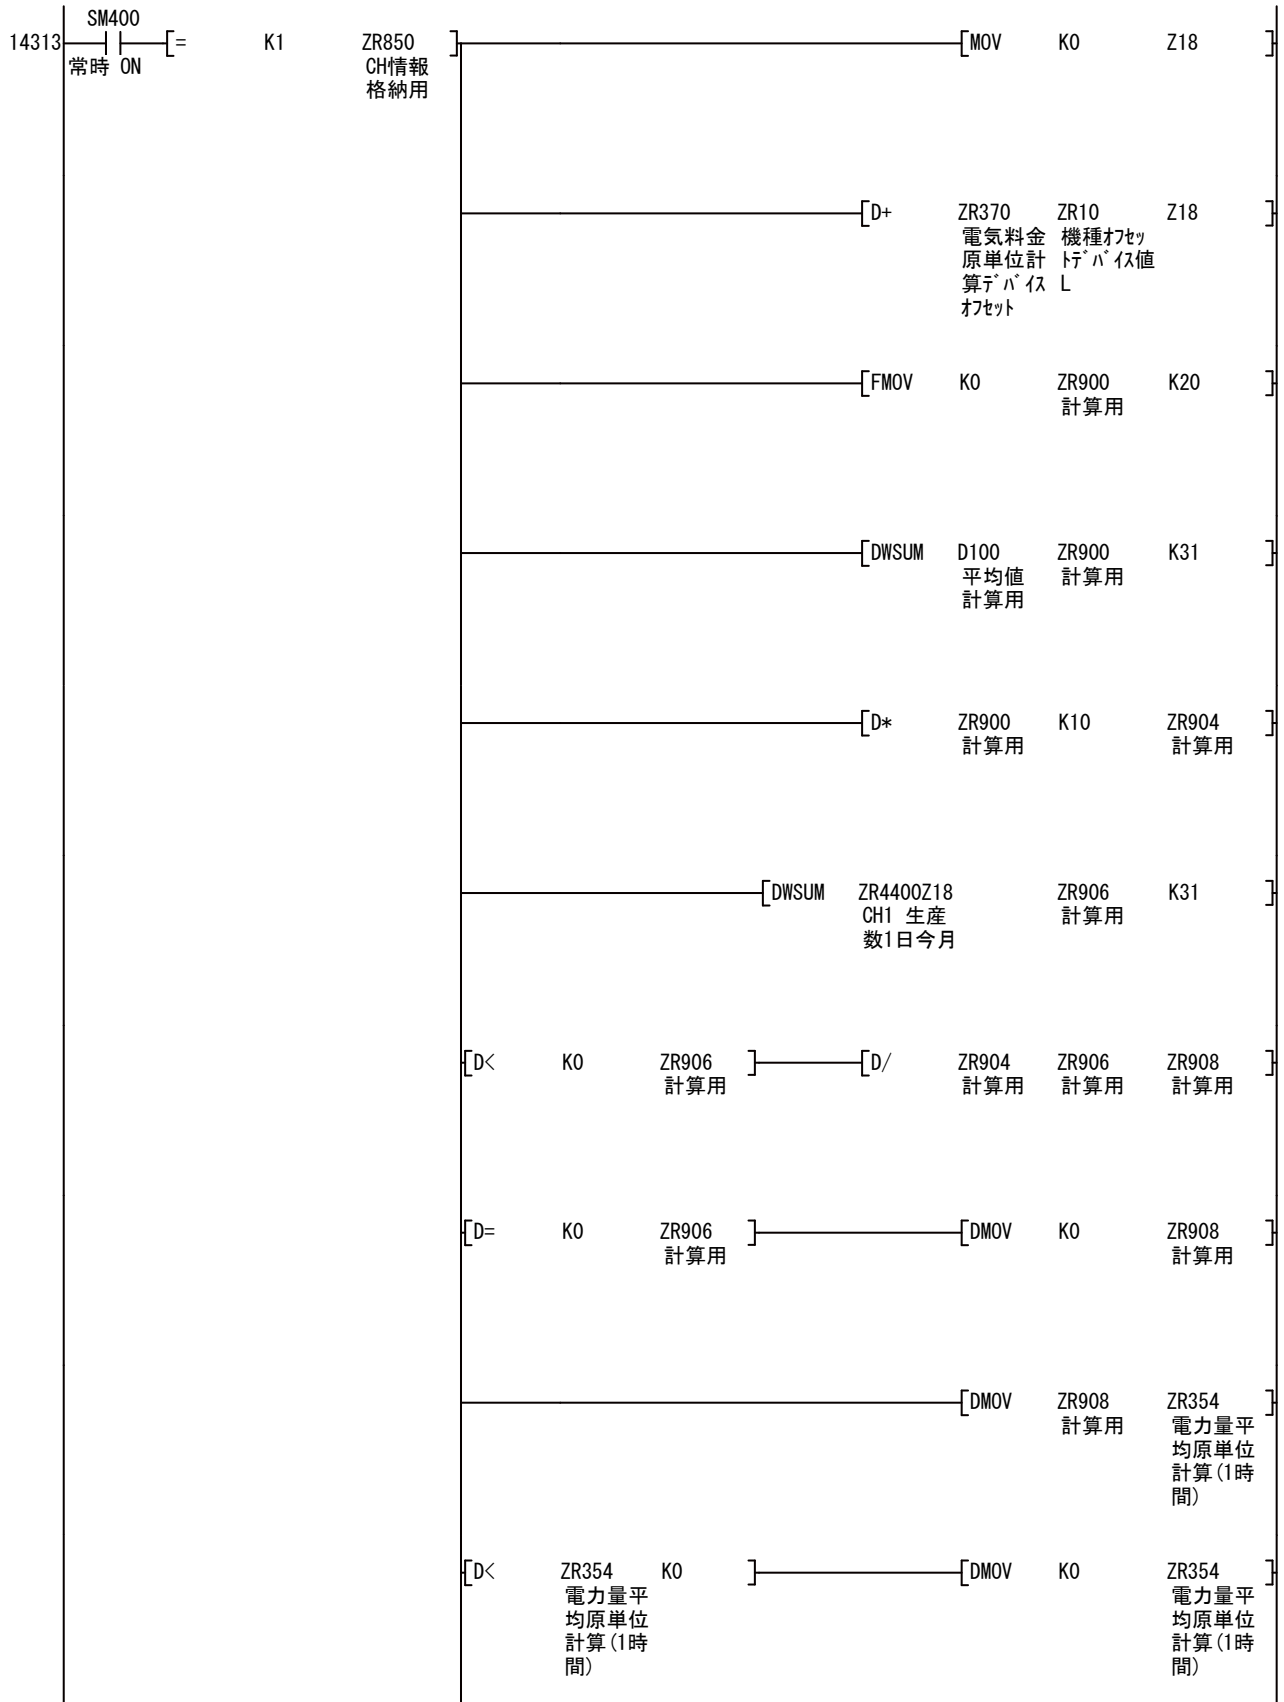 SM400
14313 [= K1 ZR850 ] [MOV K0 Z18 ]
常時 ON CH情報
格納用
[D+ ZR370 ZR10 Z18 ]
電気料金 機種ｵﾌｾｯ
原単位計 ﾄﾃﾞﾊﾞｲｽ値
算ﾃﾞﾊﾞｲｽ L
ｵﾌｾｯﾄ
[FMOV K0 ZR900 K20 ]
計算用
[DWSUM D100 ZR900 K31 ]
平均値 計算用
計算用
[D* ZR900 K10 ZR904 ]
計算用 計算用
[DWSUM ZR4400Z18 ZR906 K31 ]
CH1 生産 計算用
数1日今月
[D< K0 ZR906 ] [D/ ZR904 ZR906 ZR908 ]
計算用 計算用 計算用 計算用
[D= K0 ZR906 ] [DMOV K0 ZR908 ]
計算用 計算用
[DMOV ZR908 ZR354 ]
計算用 電力量平
均原単位
計算(1時
間)
[D< ZR354 K0 ] [DMOV K0 ZR354 ]
電力量平 電力量平
均原単位 均原単位
計算(1時 計算(1時
間) 間)